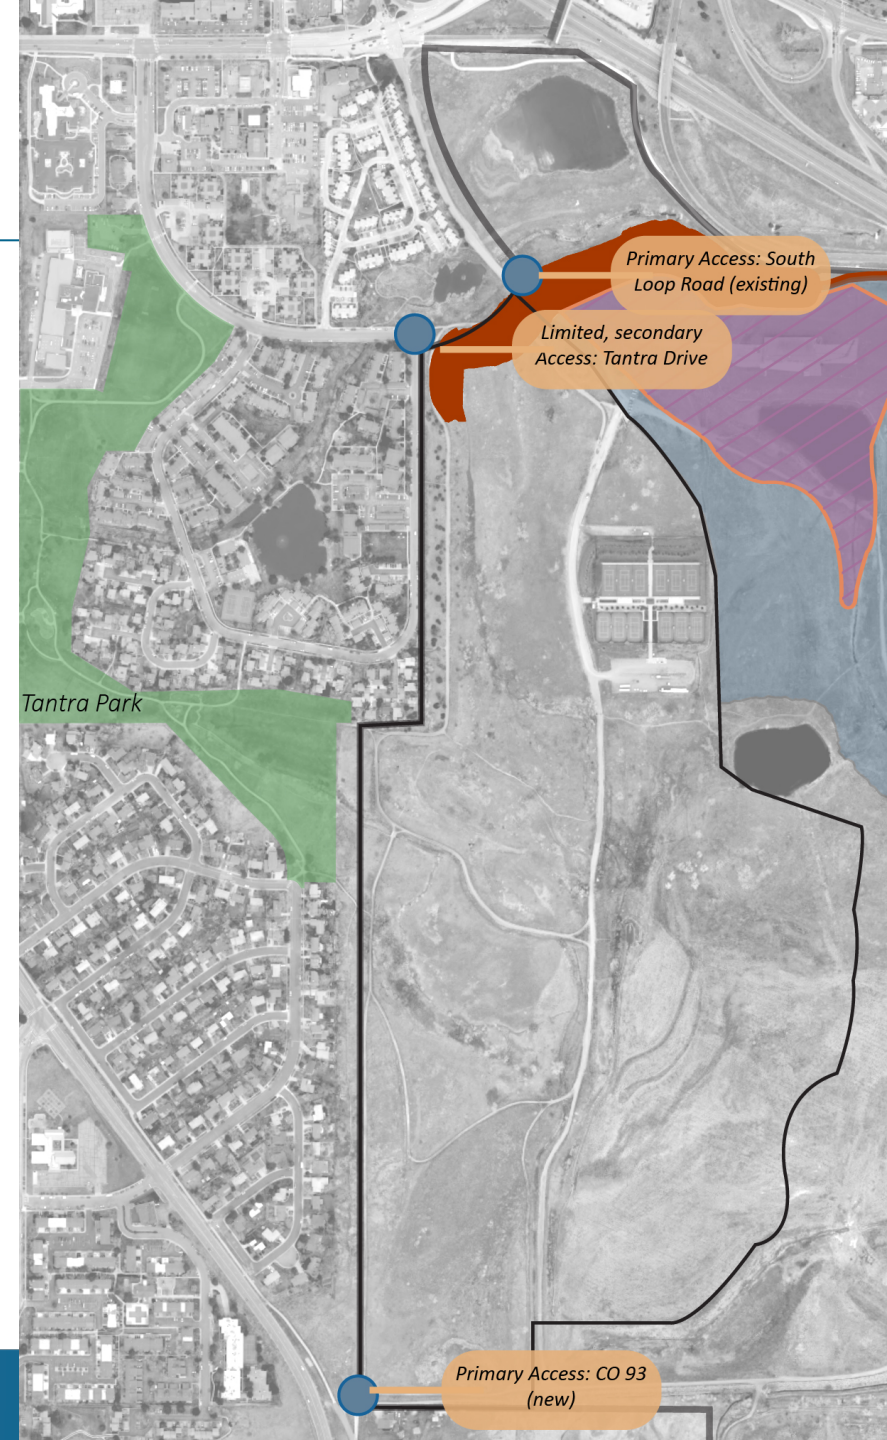 Primary Access: South
Loop Road (existing)
Limited, secondary
Access: Tantra Drive
Tantra Park
Primary Access: CO 93
(new)